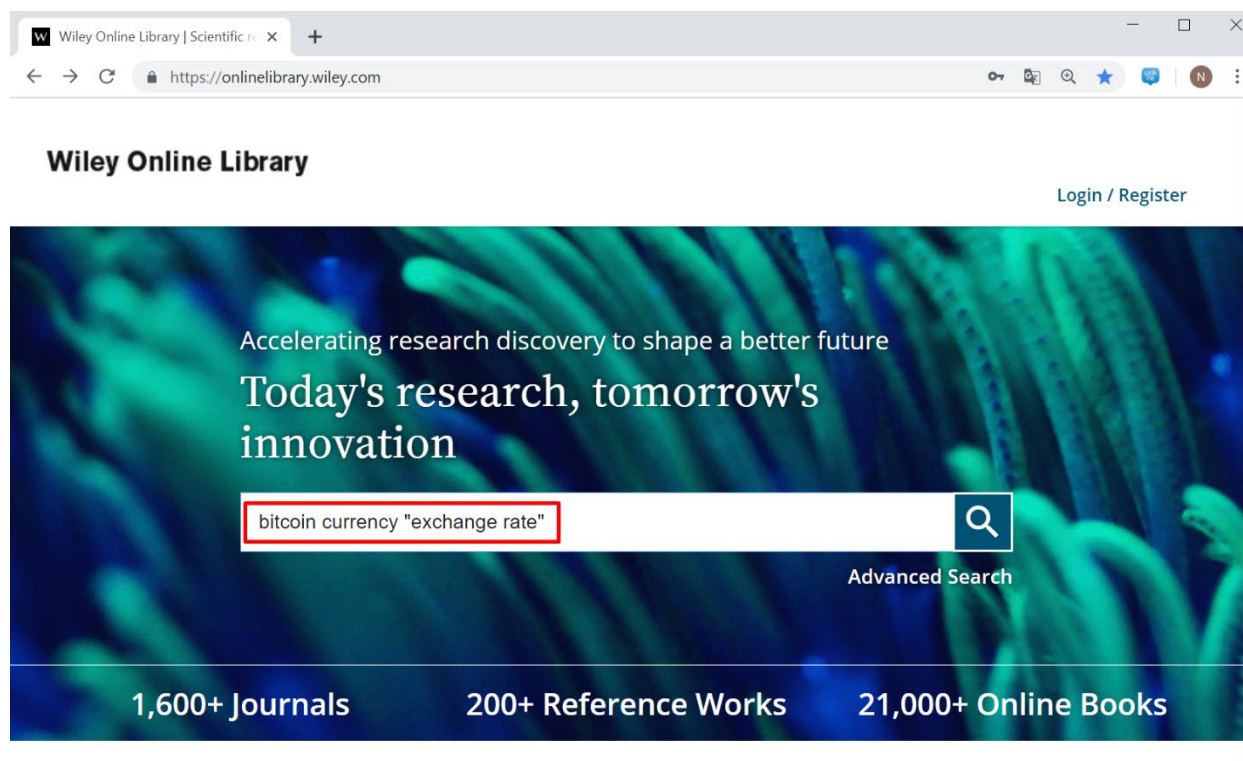 W Wiley Online Library | Scientific re
https://onlinelibrary.wiley.com
N
Wiley Online Library
Login / Register
Accelerating research discovery to shape a better future
Today's research, tomorrow's
innovation
bitcoin currency "exchange rate"
Advanced Search
1,600+ Journals 200+ Reference Works 21,000+ Online Books